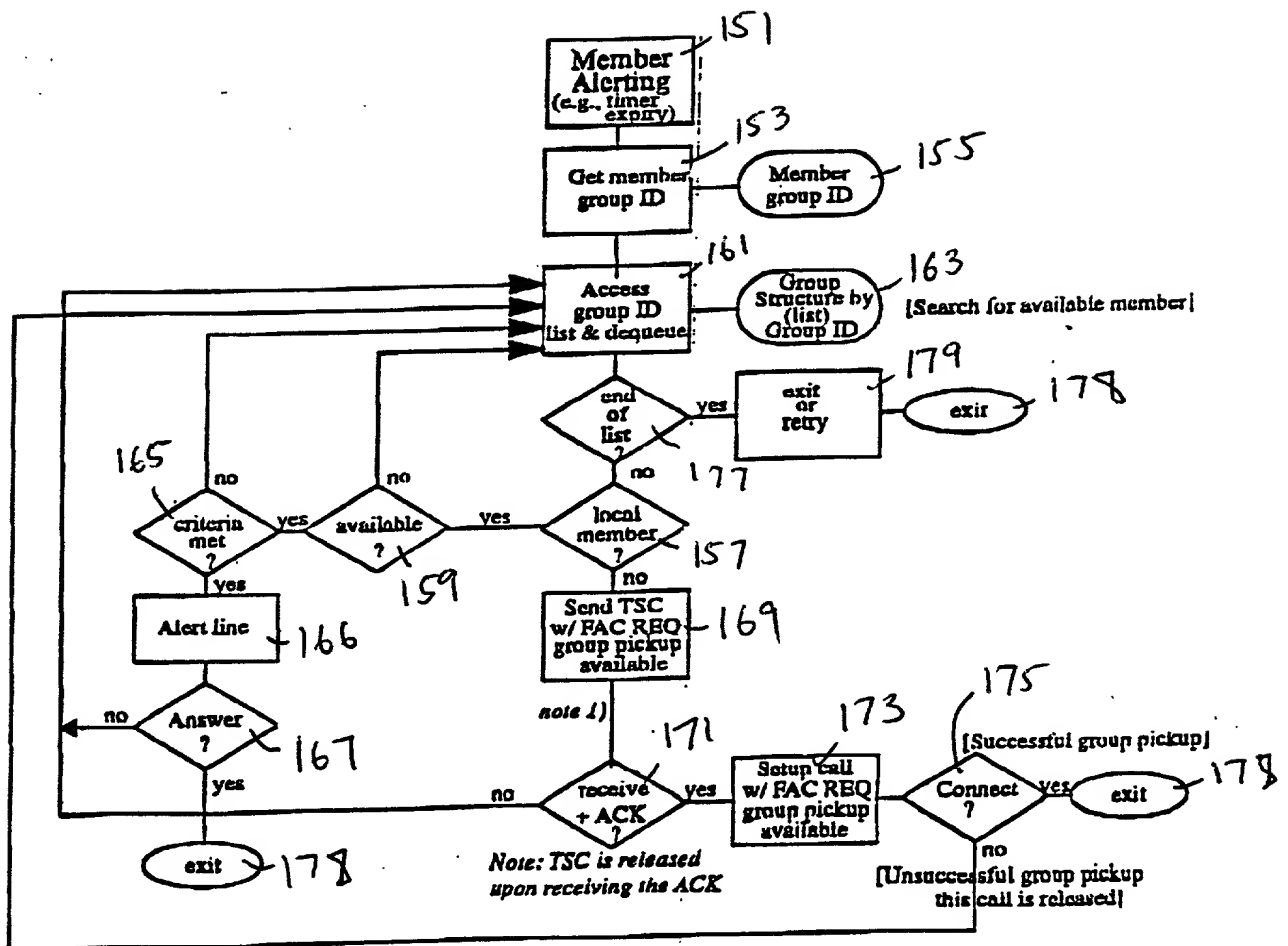 151
Member
Alerting
(e.g., timer
expiry)
153
Get member
group ID
155
Member
group ID
161
Access
group ID
list & dequeue
163
Group
Structure by
(list)
Group ID
[Search for available member]
end
of
list
?
177
yes
exit
or
retry
179
exit
178
no
165
criteria
met
?
no
yes
available
?
159
no
yes
local
member
?
157
no
yes
Alert line
166
Send TSC
w/ FAC REQ
group pickup
available
169
note 1)
Answer
?
167
no
yes
exit
178
receive
+ ACK
?
171
no
yes
Note: TSC is released
upon receiving the ACK
173
Setup call
w/ FAC REQ
group pickup
available
175
[Successful group pickup]
Connect
?
yes
exit
178
no
[Unsuccessful group pickup
this call is released]